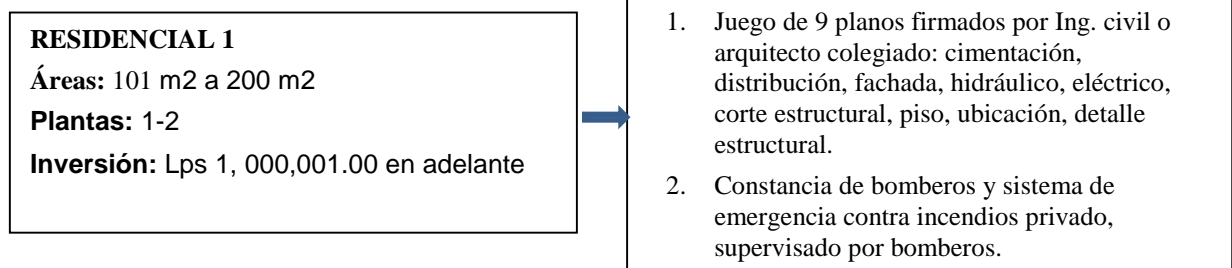 RESIDENCIAL 1
Áreas: 101 m2 a 200 m2
Plantas: 1-2
Inversión: Lps 1, 000,001.00 en adelante
1. Juego de 9 planos firmados por Ing. civil o
arquitecto colegiado: cimentación,
distribución, fachada, hidráulico, eléctrico,
corte estructural, piso, ubicación, detalle
estructural.
2. Constancia de bomberos y sistema de
emergencia contra incendios privado,
supervisado por bomberos.